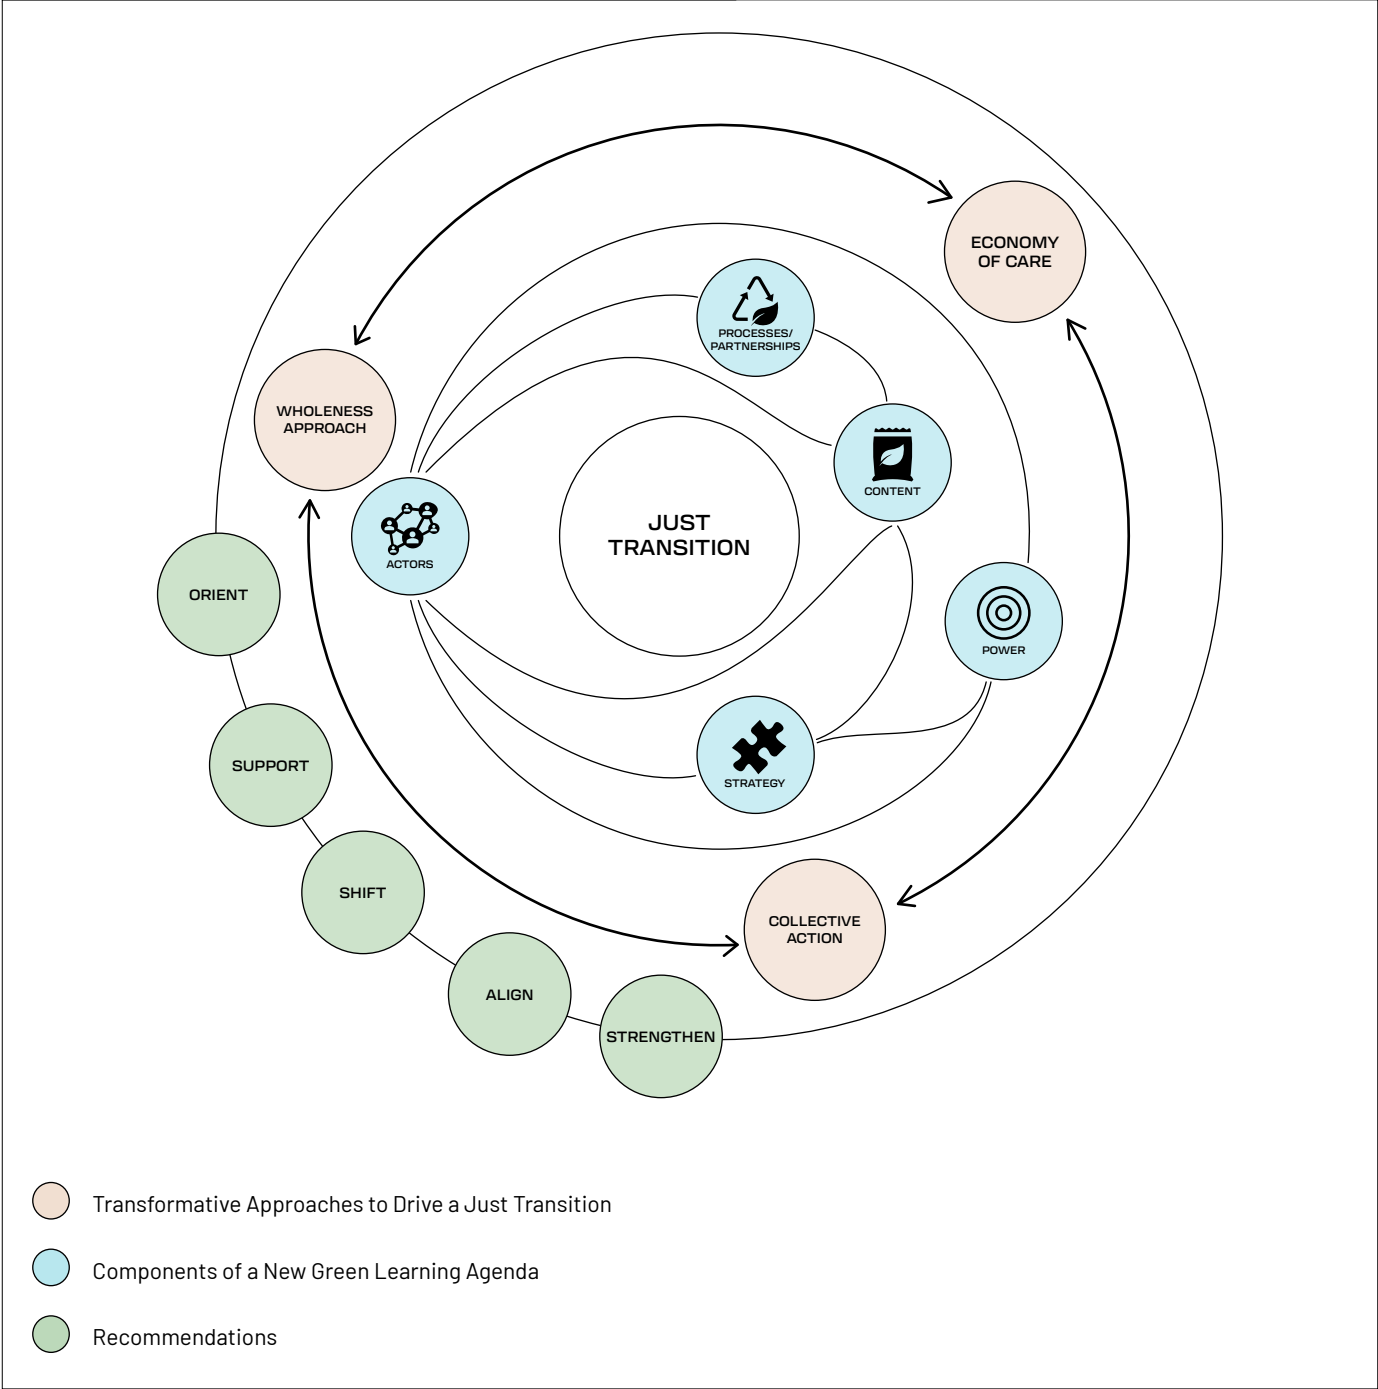 ECONOMY
OF CARE
PROCESSES/
PARTNERSHIPS
WHOLENESS
APPROACH
CONTENT
JUST
TRANSITION
ACTORS
ORIENT
POWER
SUPPORT
STRATEGY
SHIFT
COLLECTIVE
ACTION
ALIGN
STRENGTHEN
Transformative Approaches to Drive a Just Transition
Components of a New Green Learning Agenda
Recommendations